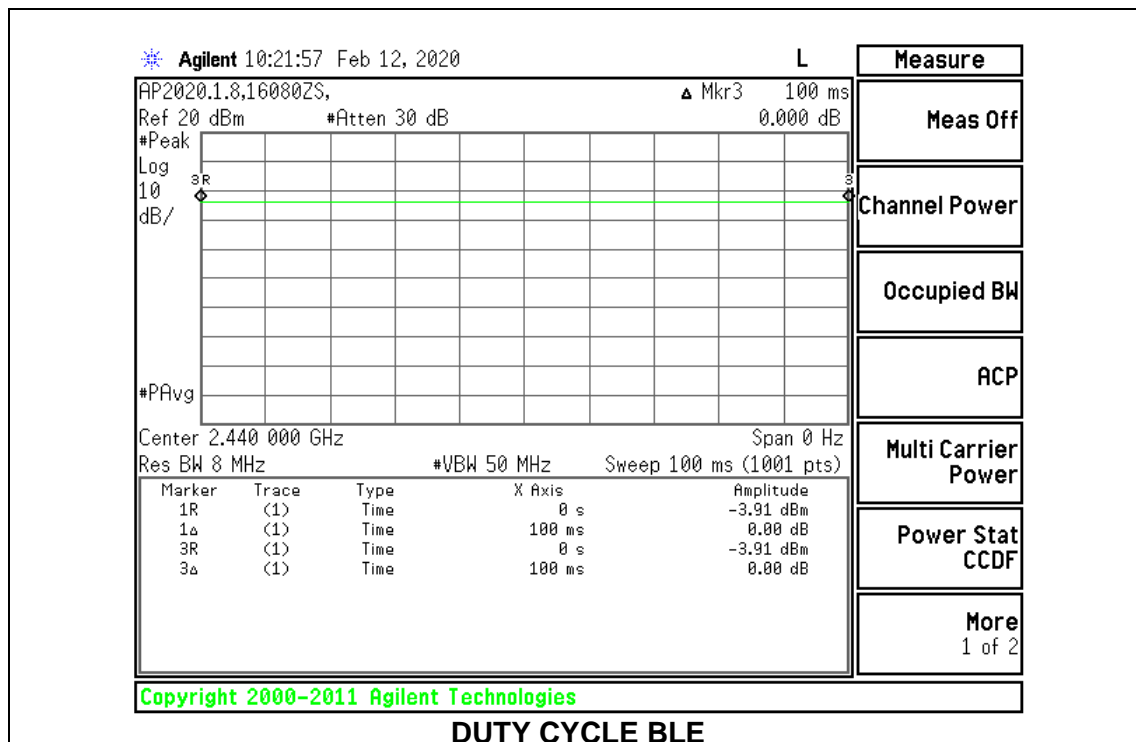 Agilent 10:21:57 Feb 12, 2020 L
AP2020.1.8,16080ZS, Δ Mkr3 100 ms
Ref 20 dBm #Atten 30 dB 0.000 dB
#Peak
Log
10
dB/
3R
3
#PAvg
Center 2.440 000 GHz Span 0 Hz
Res BW 8 MHz #VBW 50 MHz Sweep 100 ms (1001 pts)
Marker Trace Type X Axis Amplitude
1R (1) Time 0 s -3.91 dBm
1Δ (1) Time 100 ms 0.00 dB
3R (1) Time 0 s -3.91 dBm
3Δ (1) Time 100 ms 0.00 dB
Measure
Meas Off
Channel Power
Occupied BW
ACP
Multi Carrier
Power
Power Stat
CCDF
More
1 of 2
Copyright 2000-2011 Agilent Technologies
DUTY CYCLE BLE